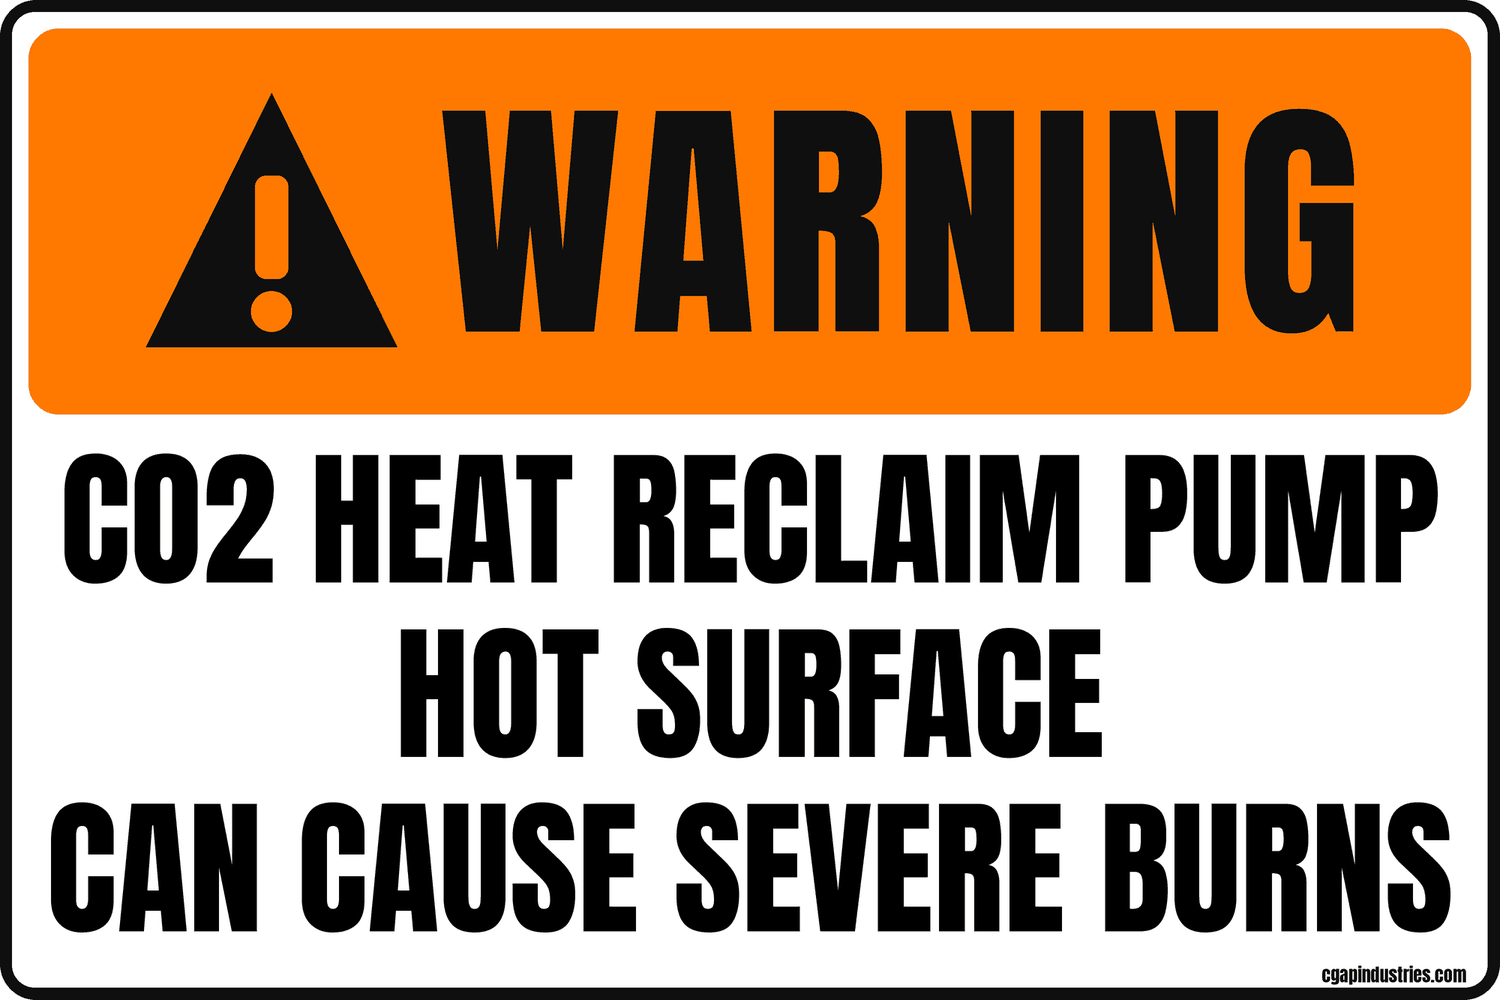 WARNING
CO2 HEAT RECLAIM PUMP
HOT SURFACE
CAN CAUSE SEVERE BURNS
cgapindustries.com